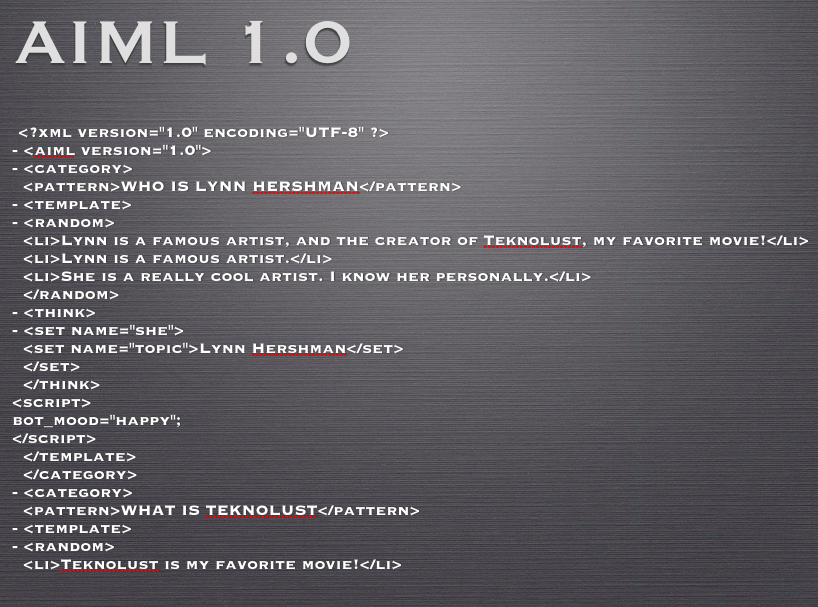 AIML 1.0
<?xml version="1.0" encoding="UTF-8" ?>
- <aiml version="1.0">
- <category>
<pattern>WHO IS LYNN HERSHMAN</pattern>
- <template>
- <random>
<li>Lynn is a famous artist, and the creator of Teknolust, my favorite movie!</li>
<li>Lynn is a famous artist.</li>
<li>She is a really cool artist. I know her personally.</li>
</random>
- <think>
- <set name="she">
<set name="topic">Lynn Hershman</set>
</set>
</think>
<script>
bot_mood="happy";
</script>
</template>
</category>
- <category>
<pattern>WHAT IS TEKNOLUST</pattern>
- <template>
- <random>
<li>Teknolust is my favorite movie!</li>